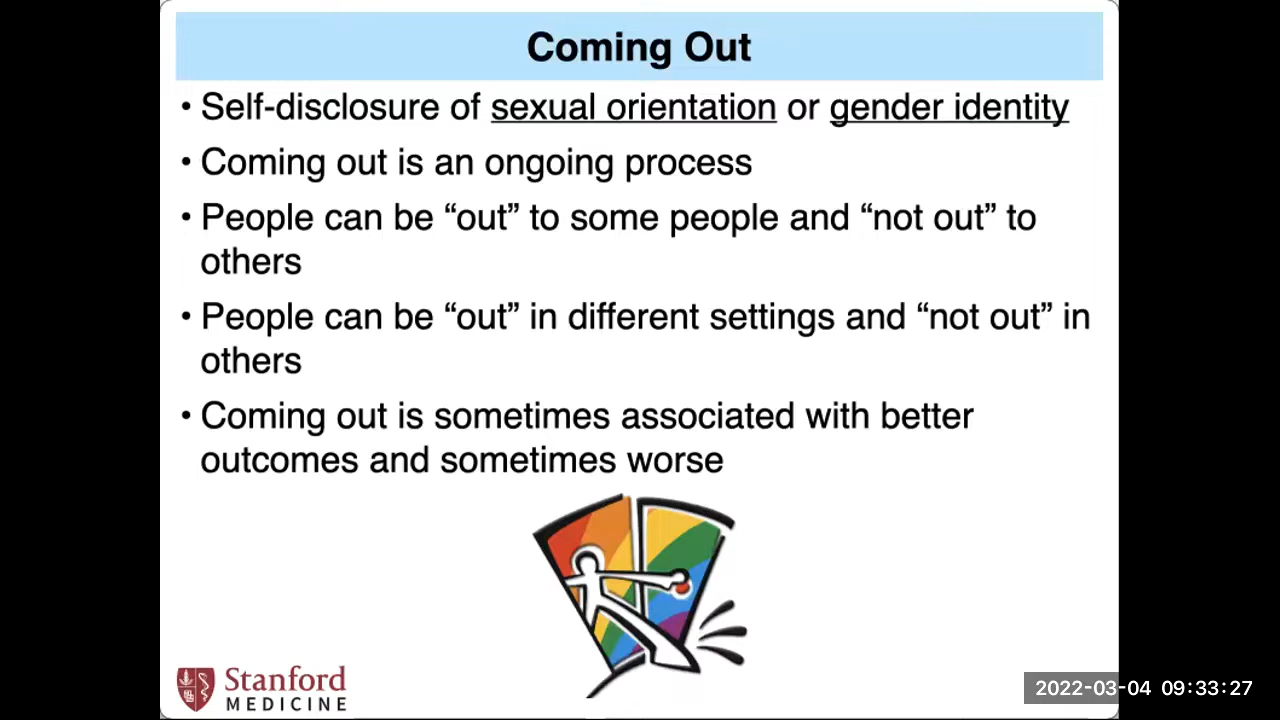 Coming Out
• Self-disclosure of sexual orientation or gender identity
• Coming out is an ongoing process
• People can be “out” to some people and “not out” to
others
• People can be “out” in different settings and “not out” in
others
• Coming out is sometimes associated with better
outcomes and sometimes worse
Stanford
MEDICINE
2022-03-04 09:33:27